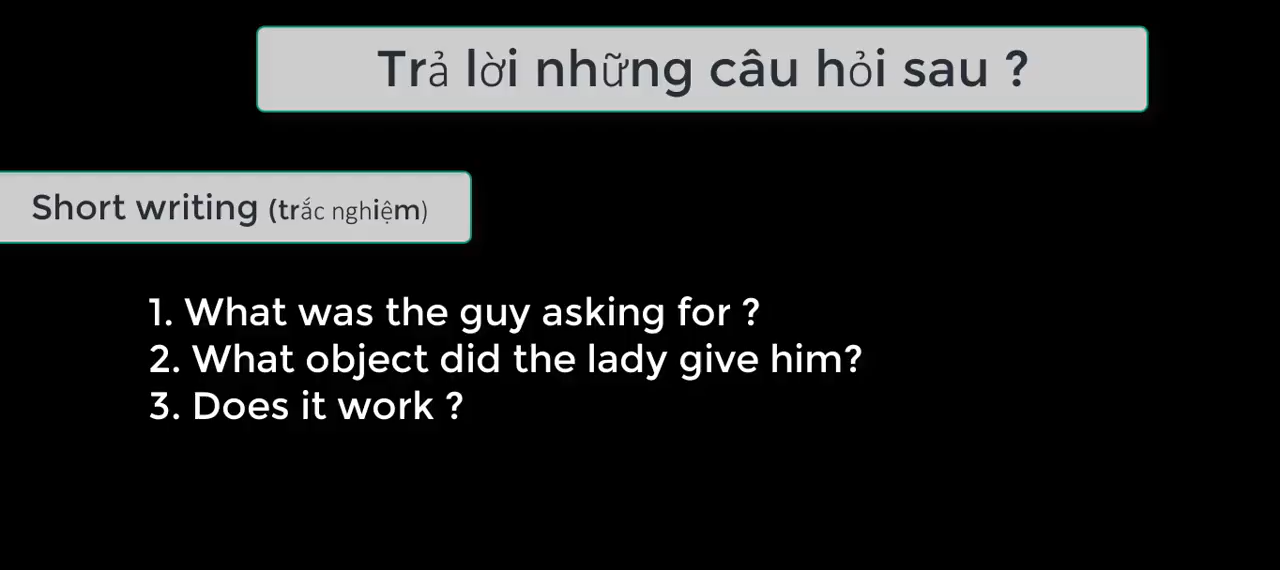 Trả lời những câu hỏi sau ?
Short writing (trắc nghiệm)
1. What was the guy asking for ?
2. What object did the lady give him?
3. Does it work ?